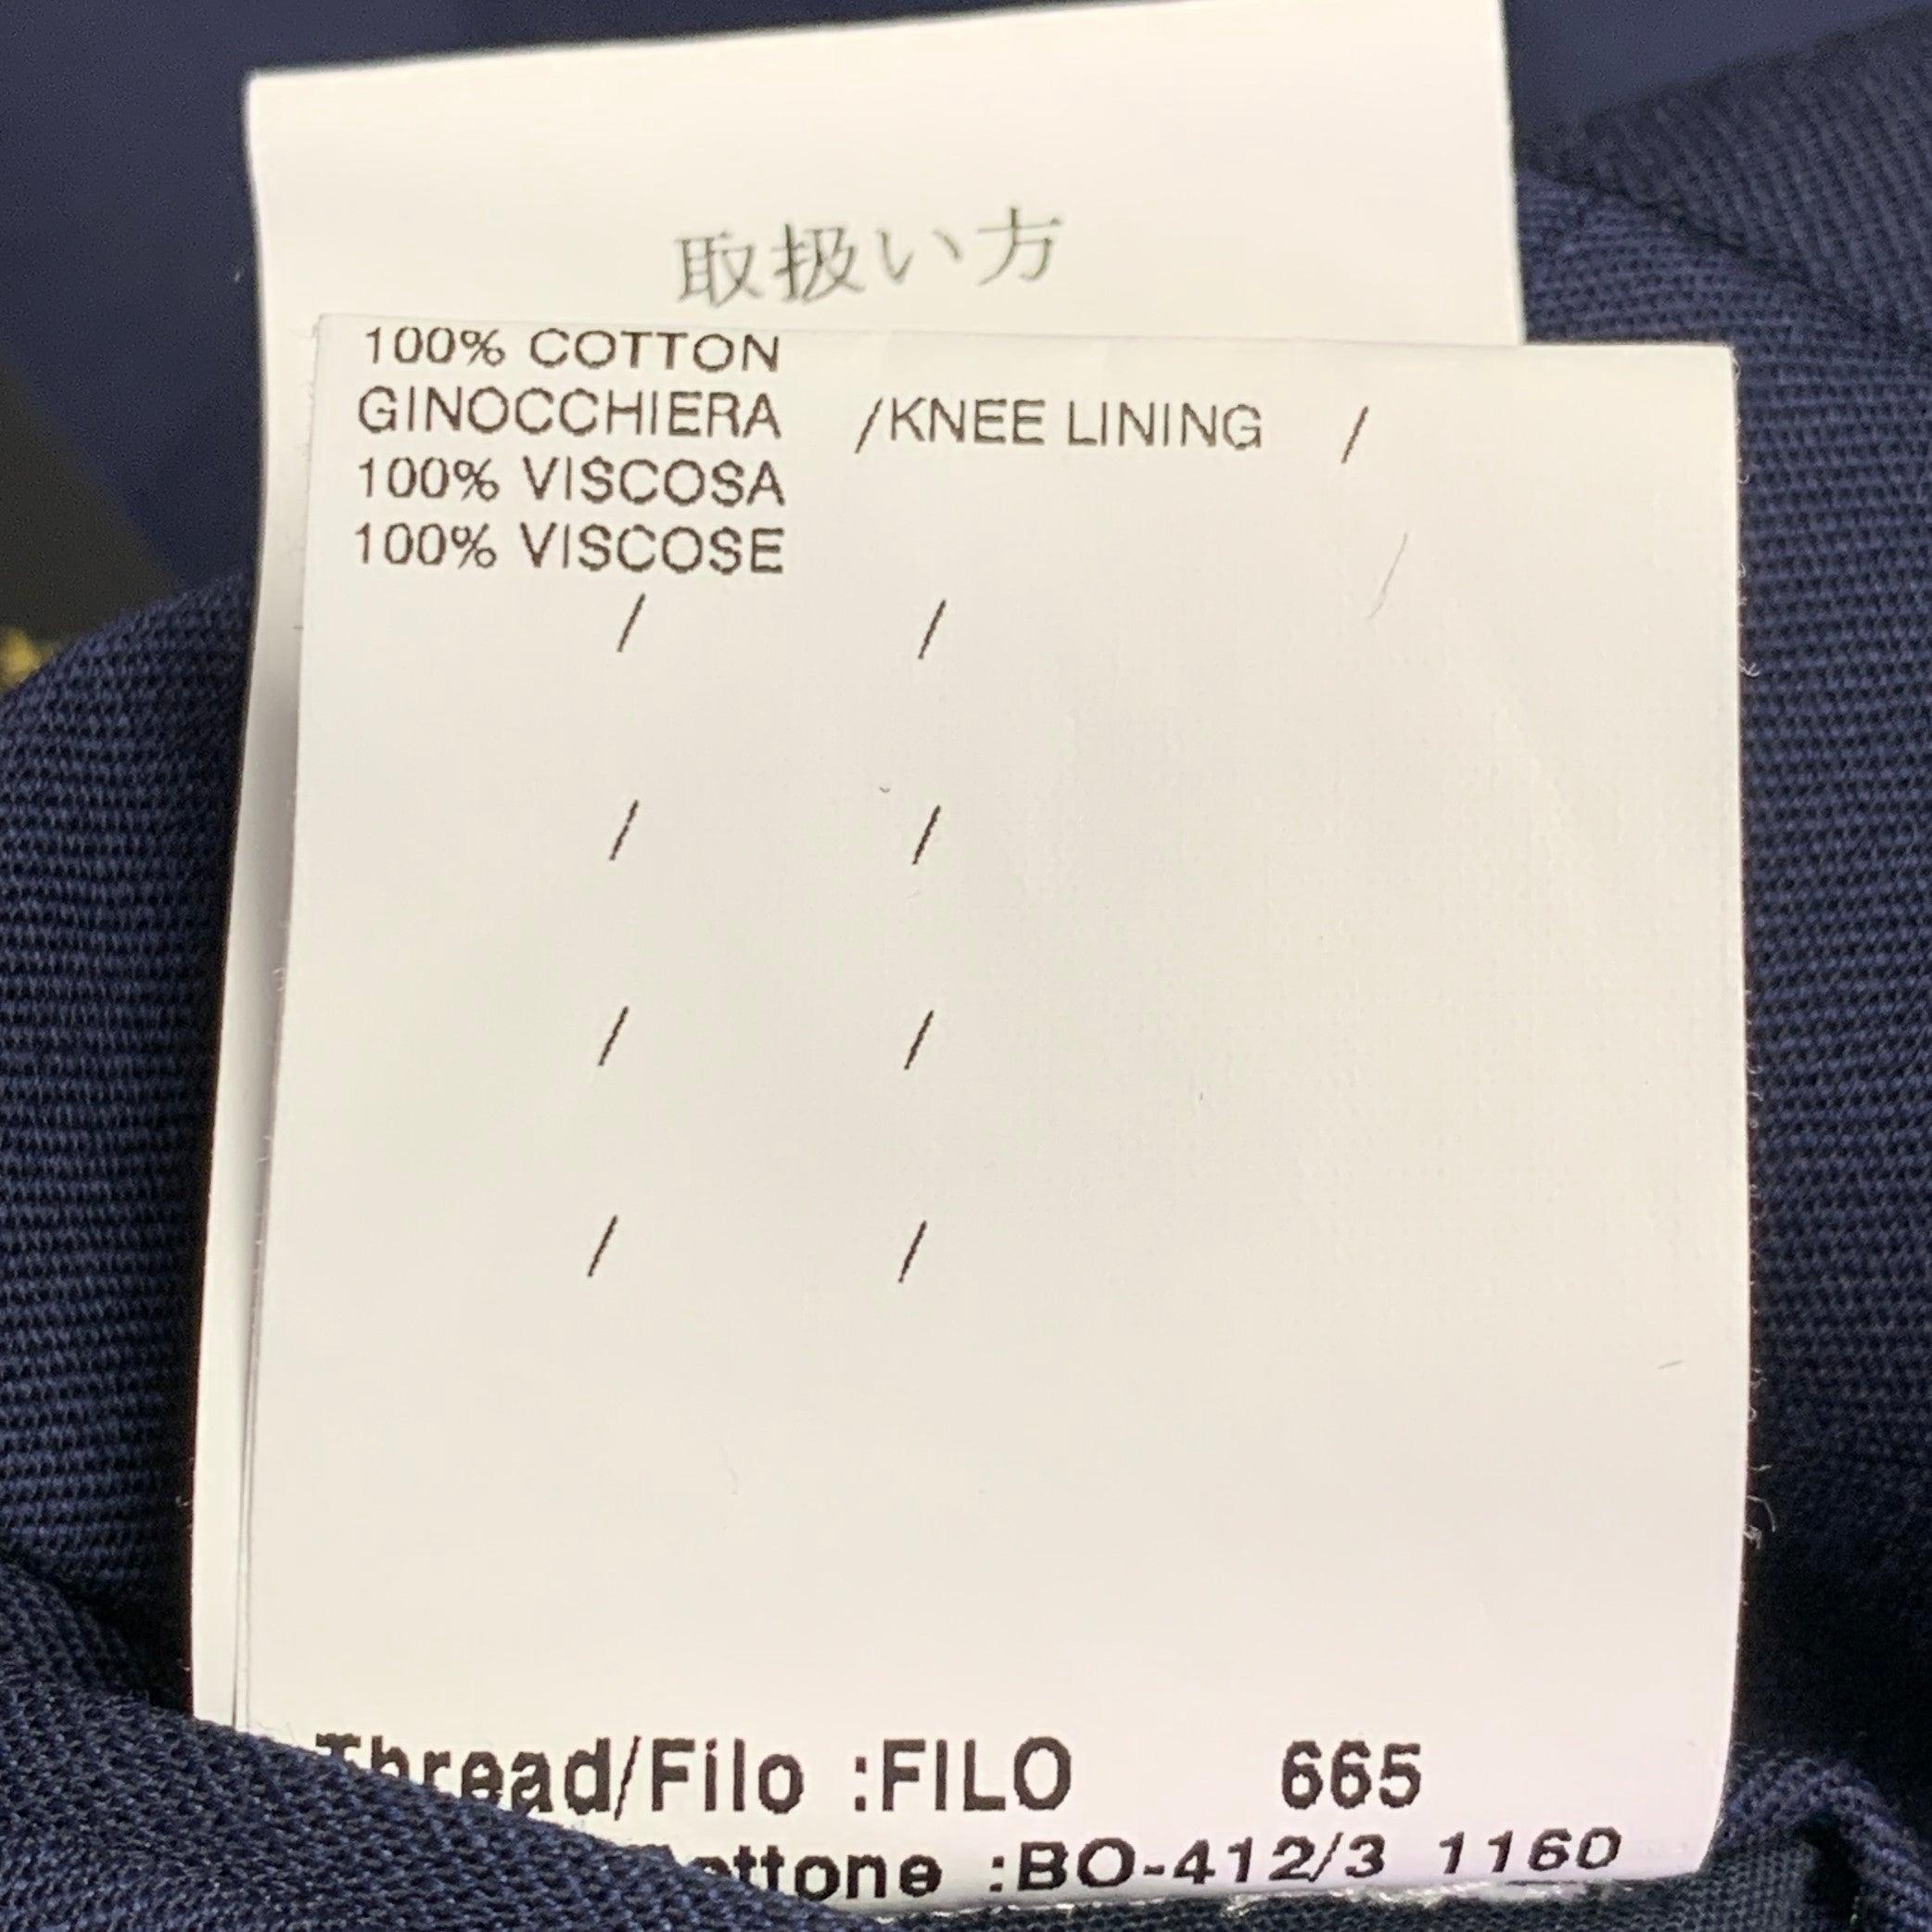 取扱い方
100% COTTON
GINOCCHIERA /KNEE LINING /
100% VISCOSA
100% VISCOSE
/ /
/ /
/ /
/ /
Thread/Filo :FILO 665
:BO-412/3 1160